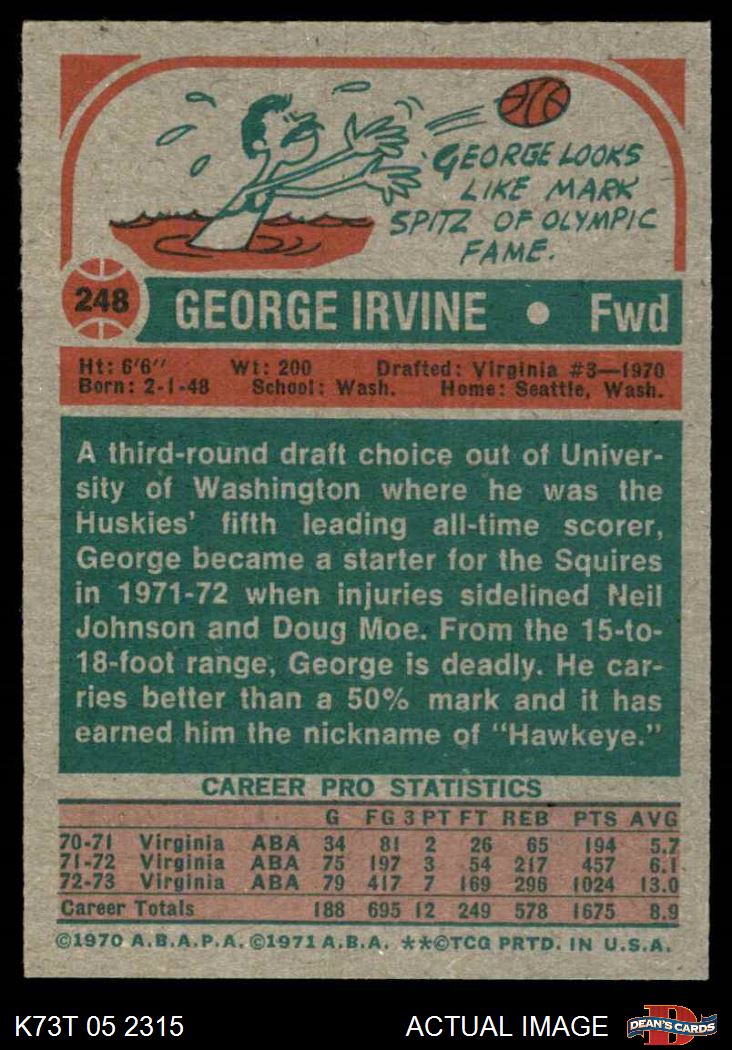 GEORGE LOOKS
LIKE MARK
SPITZ OF OLYMPIC
FAME.
248 GEORGE IRVINE • Fwd
Ht: 6'6" Wt: 200 Drafted: Virginia #3—1970
Born: 2-1-48 School: Wash. Home: Seattle, Wash.
A third-round draft choice out of Univer-
sity of Washington where he was the
Huskies' fifth leading all-time scorer,
George became a starter for the Squires
in 1971-72 when injuries sidelined Neil
Johnson and Doug Moe. From the 15-to-
18-foot range, George is deadly. He car-
ries better than a 50% mark and it has
earned him the nickname of "Hawkeye."
CAREER PRO STATISTICS
G FG 3 PT FT REB PTS AVG
70-71 Virginia ABA 34 81 2 26 65 194 5.7
71-72 Virginia ABA 75 197 3 54 217 457 6.1
72-73 Virginia ABA 79 417 7 169 296 1024 13.0
Career Totals 188 695 12 249 578 1675 8.9
©1970 A.B.A.P.A. ©1971 A.B.A. **©TCG PRTD. IN U.S.A.
K73T 05 2315 ACTUAL IMAGE D DEAN'S CARDS